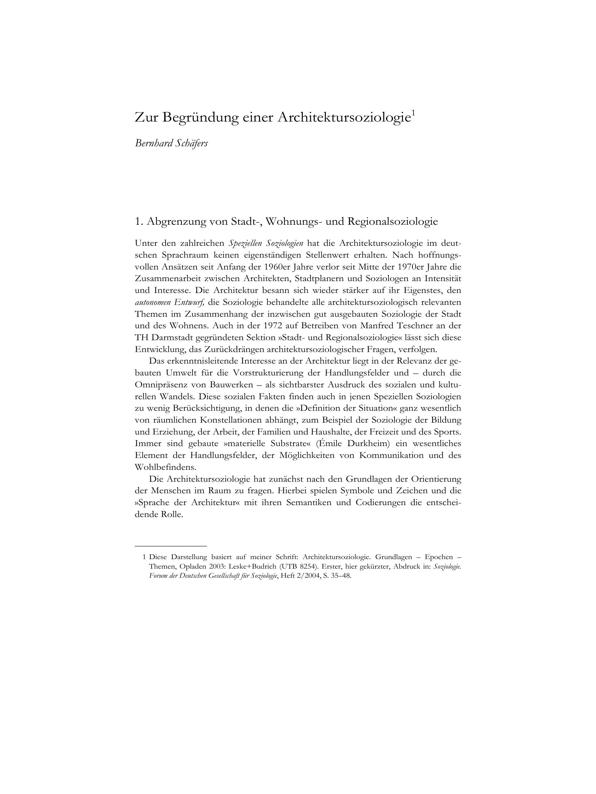 Zur Begründung einer Architektursoziologie1
Bernhard Schäfers
1. Abgrenzung von Stadt-, Wohnungs- und Regionalsoziologie
Unter den zahlreichen Speziellen Soziologien hat die Architektursoziologie im deut-
schen Sprachraum keinen eigenständigen Stellenwert erhalten. Nach hoffnungs-
vollen Ansätzen seit Anfang der 1960er Jahre verlor seit Mitte der 1970er Jahre die
Zusammenarbeit zwischen Architekten, Stadtplanern und Soziologen an Intensität
und Interesse. Die Architektur besann sich wieder stärker auf ihr Eigenstes, den
autonomen Entwurf, die Soziologie behandelte alle architektursoziologisch relevanten
Themen im Zusammenhang der inzwischen gut ausgebauten Soziologie der Stadt
und des Wohnens. Auch in der 1972 auf Betreiben von Manfred Teschner an der
TH Darmstadt gegründeten Sektion »Stadt- und Regionalsoziologie« lässt sich diese
Entwicklung, das Zurückdrängen architektursoziologischer Fragen, verfolgen.
Das erkenntnisleitende Interesse an der Architektur liegt in der Relevanz der ge-
bauten Umwelt für die Vorstrukturierung der Handlungsfelder und – durch die
Omnipräsenz von Bauwerken – als sichtbarster Ausdruck des sozialen und kultu-
rellen Wandels. Diese sozialen Fakten finden auch in jenen Speziellen Soziologien
zu wenig Berücksichtigung, in denen die »Definition der Situation« ganz wesentlich
von räumlichen Konstellationen abhängt, zum Beispiel der Soziologie der Bildung
und Erziehung, der Arbeit, der Familien und Haushalte, der Freizeit und des Sports.
Immer sind gebaute »materielle Substrate« (Émile Durkheim) ein wesentliches
Element der Handlungsfelder, der Möglichkeiten von Kommunikation und des
Wohlbefindens.
Die Architektursoziologie hat zunächst nach den Grundlagen der Orientierung
der Menschen im Raum zu fragen. Hierbei spielen Symbole und Zeichen und die
»Sprache der Architektur« mit ihren Semantiken und Codierungen die entschei-
dende Rolle.
1 Diese Darstellung basiert auf meiner Schrift: Architektursoziologie. Grundlagen – Epochen –
Themen, Opladen 2003: Leske+Budrich (UTB 8254). Erster, hier gekürzter, Abdruck in: Soziologie.
Forum der Deutschen Gesellschaft für Soziologie, Heft 2/2004, S. 35–48.